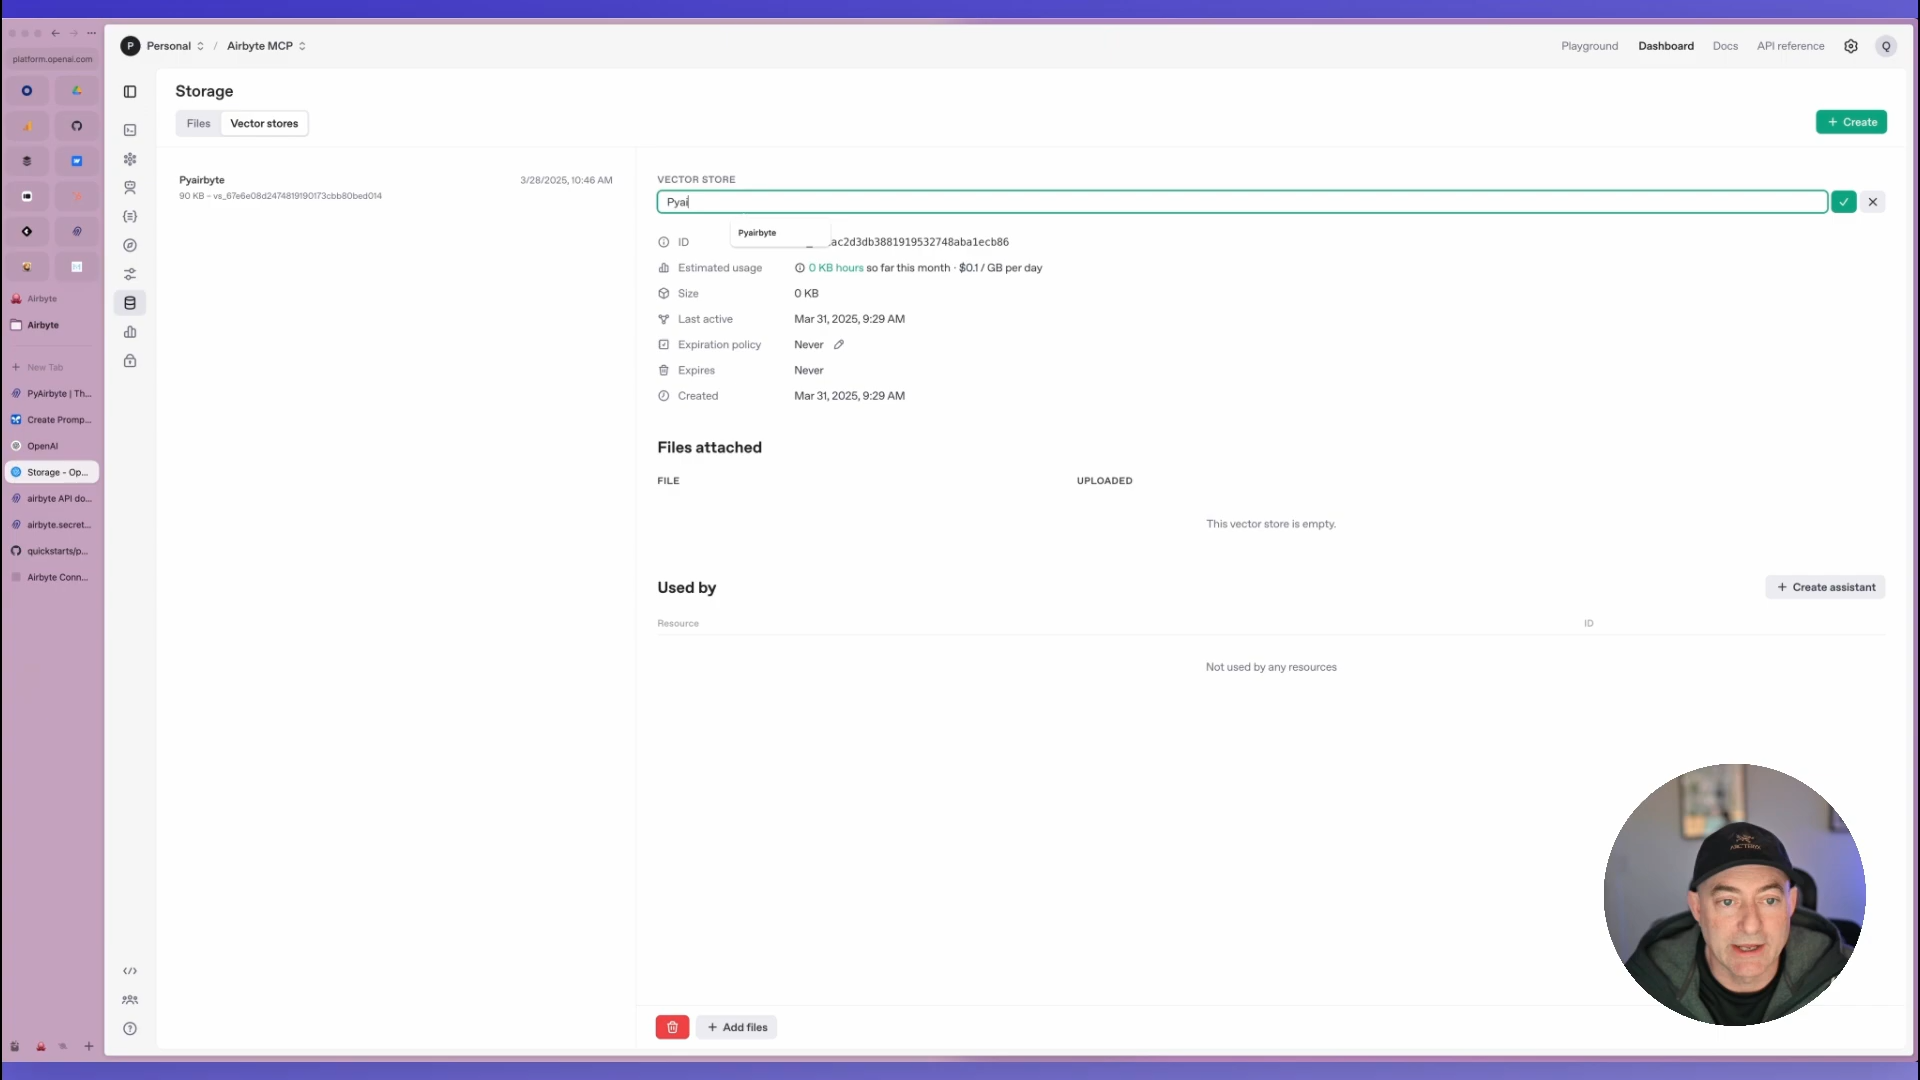 platform.openai.com
Airbyte
Airbyte
New Tab
PyAirbyte | Th...
Create Promp...
OpenAI
Storage - Op...
airbyte API do...
airbyte.secret...
quickstarts/p...
Airbyte Conn...
P Personal / Airbyte MCP
Playground Dashboard Docs API reference Q
Storage
Files Vector stores
+ Create
Pyairbyte 3/28/2025, 10:46 AM
90 KB – vs_67e6e08d2474819190173cbb80bed014
VECTOR STORE
Pyai
Pyairbyte
ID ac2d3db3881919532748aba1ecb86
Estimated usage 0 KB hours so far this month · $0.1 / GB per day
Size 0 KB
Last active Mar 31, 2025, 9:29 AM
Expiration policy Never
Expires Never
Created Mar 31, 2025, 9:29 AM
Files attached
FILE UPLOADED
This vector store is empty.
Used by
+ Create assistant
Resource ID
Not used by any resources
+ Add files